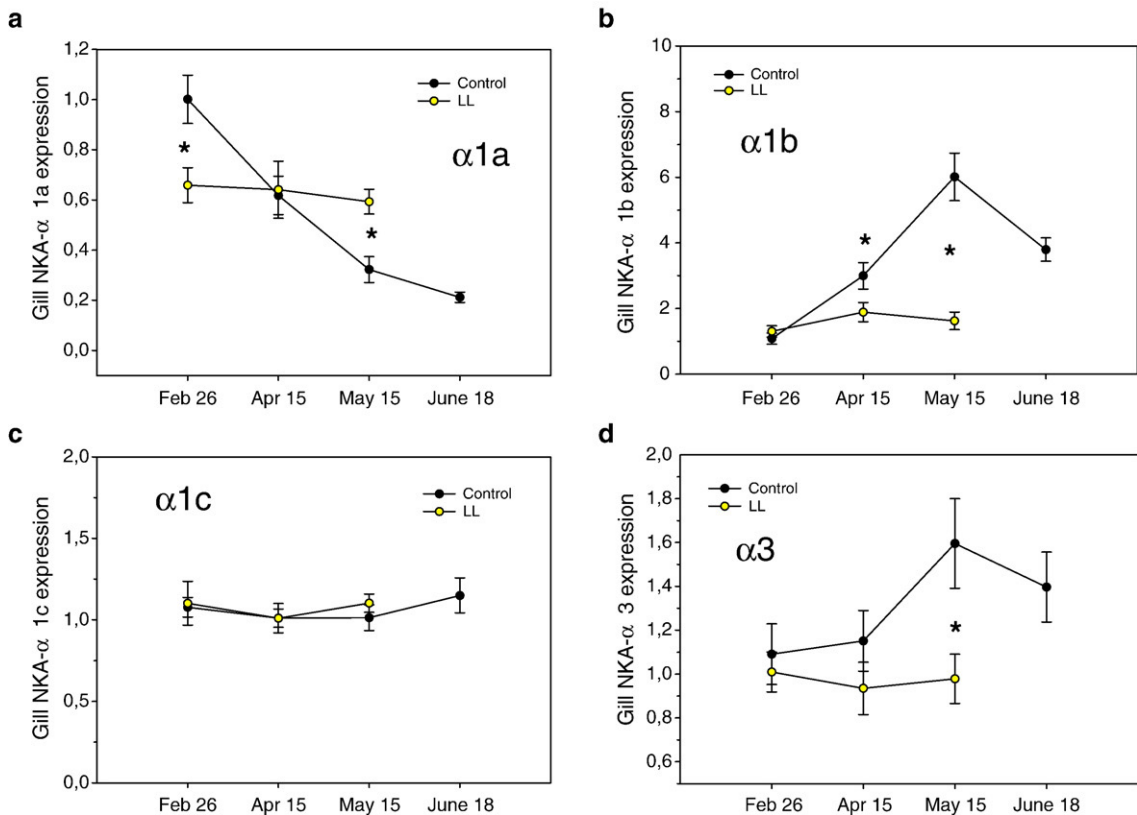 a
1,2
1,0
0,8
0,6
0,4
0,2
0,0
Gill NKA-α 1a expression
Control
LL
*
*
α1a
Feb 26 Apr 15 May 15 June 18
b
10
8
6
4
2
0
Gill NKA-α 1b expression
Control
LL
α1b
*
*
Feb 26 Apr 15 May 15 June 18
c
2,0
1,5
1,0
0,5
0,0
Gill NKA-α 1c expression
α1c
Control
LL
Feb 26 Apr 15 May 15 June 18
d
2,0
1,8
1,6
1,4
1,2
1,0
0,8
0,6
Gill NKA-α 3 expression
Control
LL
α3
*
Feb 26 Apr 15 May 15 June 18